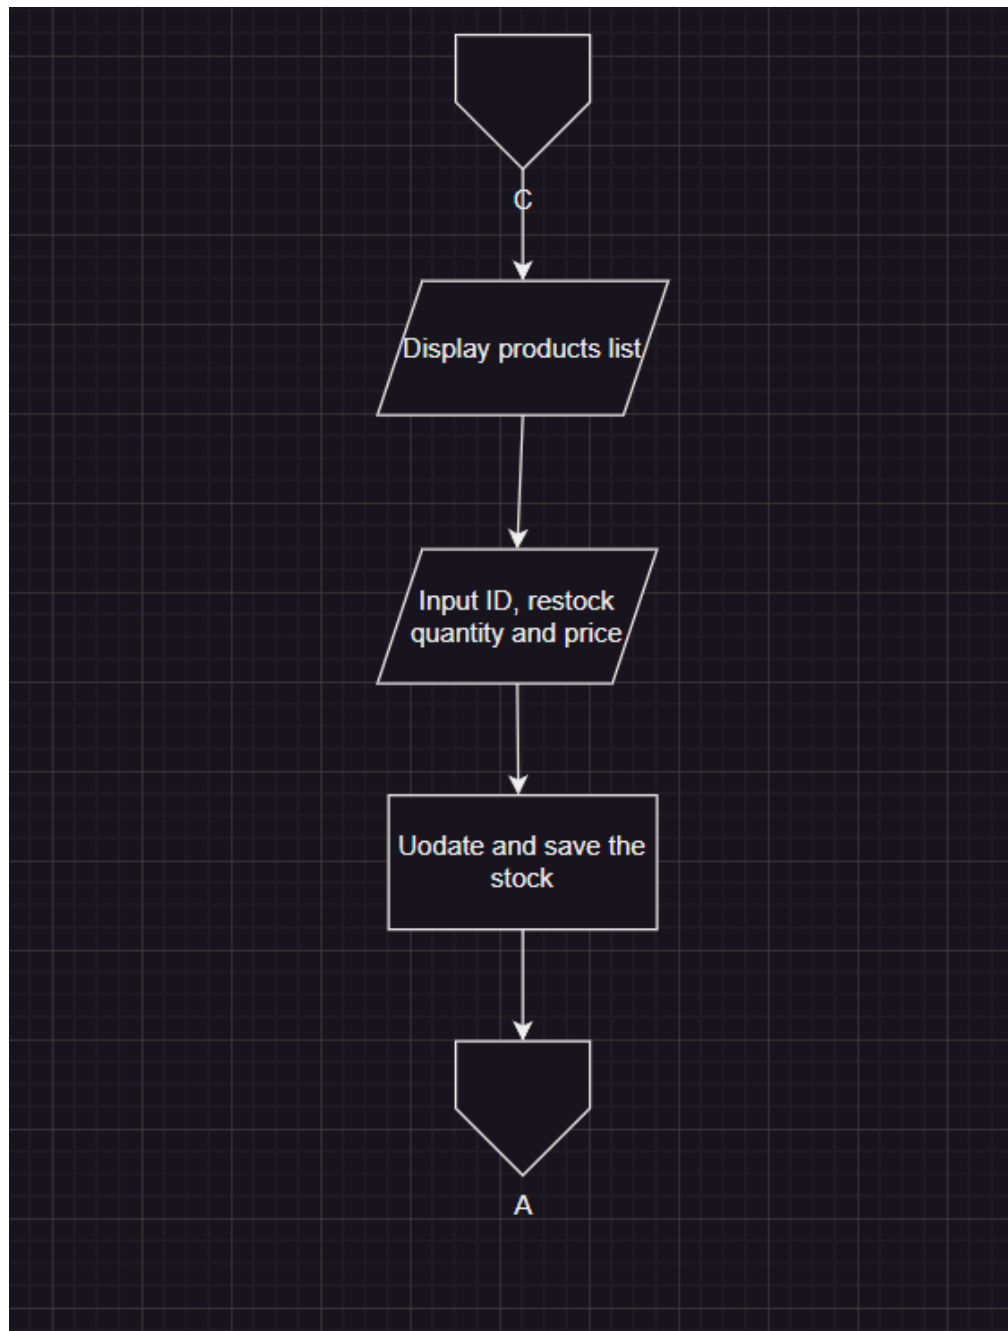 C
Display products list
Input ID, restock
quantity and price
Uodate and save the
stock
A